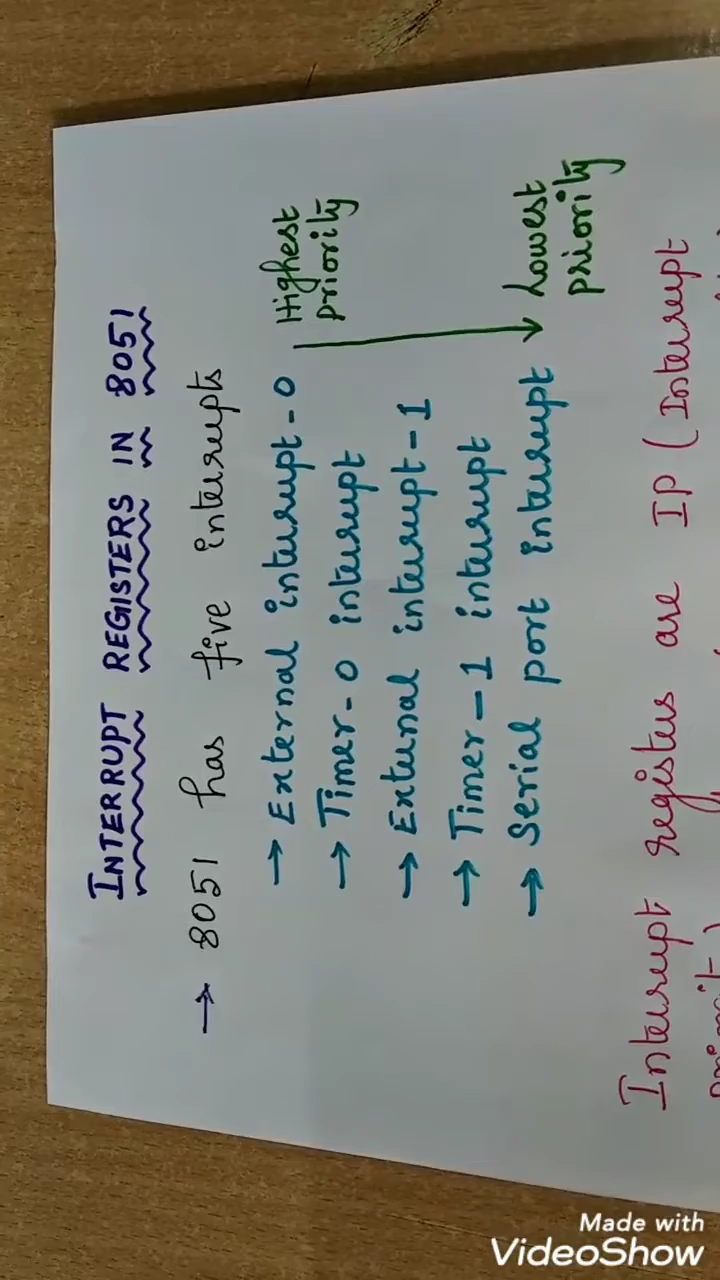 INTERRUPT REGISTERS IN 8051
→ 8051 has five interrupts
→ External interrupt-0 Highest priority
→ Timer-0 interrupt
→ External interrupt-1
→ Timer-1 interrupt
→ Serial port interrupt Lowest priority
Interrupt registers are IP (Interrupt
Made with
VideoShow